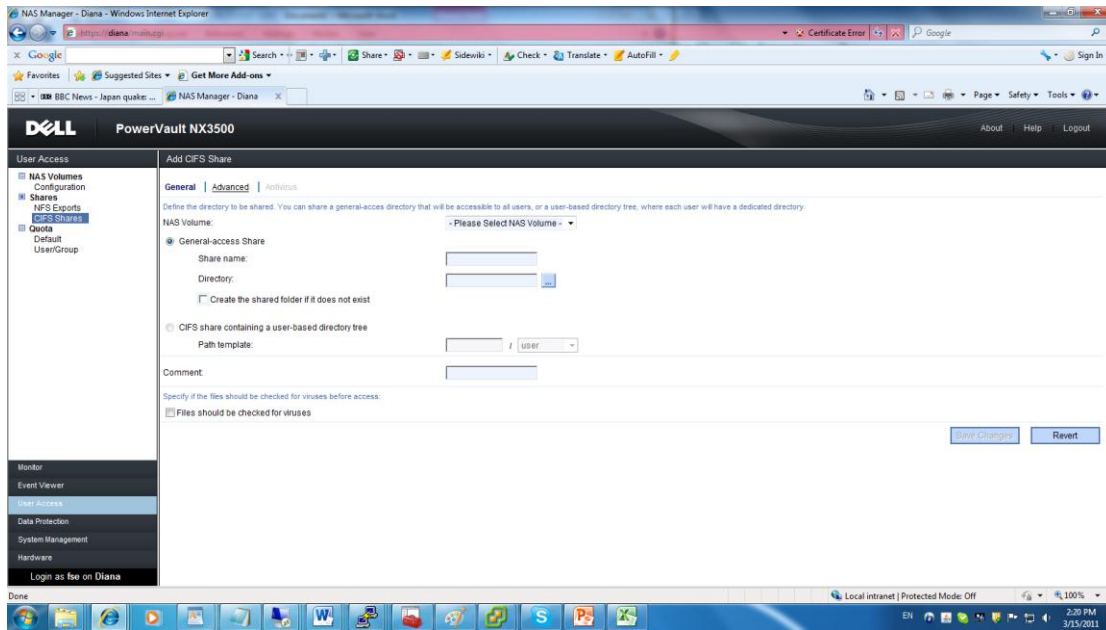 NAS Manager - Diana - Windows Internet Explorer
https://diana/main.cgi
Certificate Error
Google
x Google
Search
Share
Sidewiki
Check
Translate
AutoFill
Sign In
Favorites
Suggested Sites
Get More Add-ons
BBC News - Japan quake: ...
NAS Manager - Diana
X
Page
Safety
Tools
DELL
PowerVault NX3500
About
Help
Logout
User Access
Add CIFS Share
NAS Volumes
Configuration
Shares
NFS Exports
CIFS Shares
Quota
Default
User/Group
General | Advanced | Antivirus
Define the directory to be shared. You can share a general-acces directory that will be accessible to all users, or a user-based directory tree, where each user will have a dedicated directory.
NAS Volume:
- Please Select NAS Volume -
General-access Share
Share name:
Directory:
...
Create the shared folder if it does not exist
CIFS share containing a user-based directory tree
Path template:
/ user
Comment:
Specify if the files should be checked for viruses before access:
Files should be checked for viruses
Save Changes
Revert
Monitor
Event Viewer
User Access
Data Protection
System Management
Hardware
Login as fse on Diana
Done
Local intranet | Protected Mode: Off
100%
EN
2:20 PM
3/15/2011